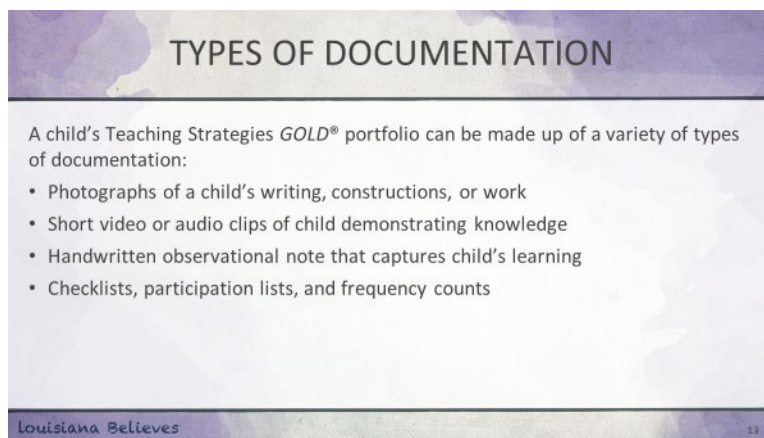 TYPES OF DOCUMENTATION
A child's Teaching Strategies GOLD® portfolio can be made up of a variety of types
of documentation:
• Photographs of a child's writing, constructions, or work
• Short video or audio clips of child demonstrating knowledge
• Handwritten observational note that captures child's learning
• Checklists, participation lists, and frequency counts
Louisiana Believes
13